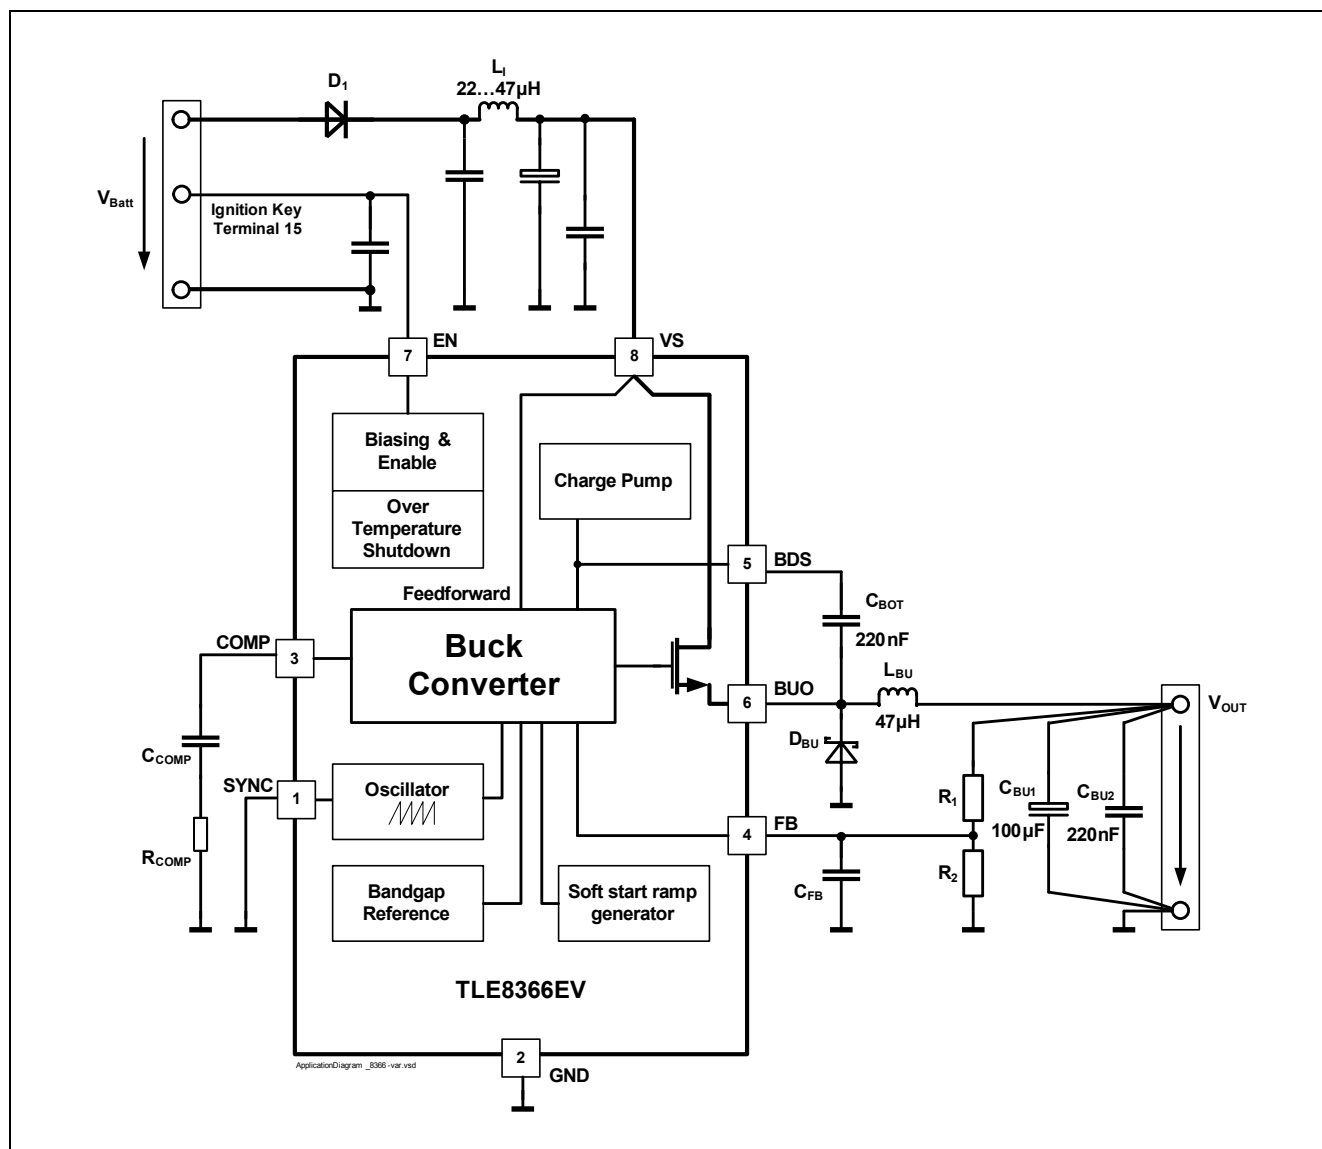 D1
LI
22…47µH
VBatt
Ignition Key
Terminal 15
EN
VS
7
8
Biasing &
Enable
Charge Pump
Over
Temperature
Shutdown
5
BDS
Feedforward
CBOT
220nF
COMP
3
Buck
Converter
LBU
6
BUO
47µH
VOUT
DBU
CCOMP
SYNC
1
Oscillator
R1
CBU1
100µF
CBU2
220nF
4
FB
RCOMP
R2
CFB
Bandgap
Reference
Soft start ramp
generator
TLE8366EV
ApplicationDiagram _8366 -var.vsd
2
GND